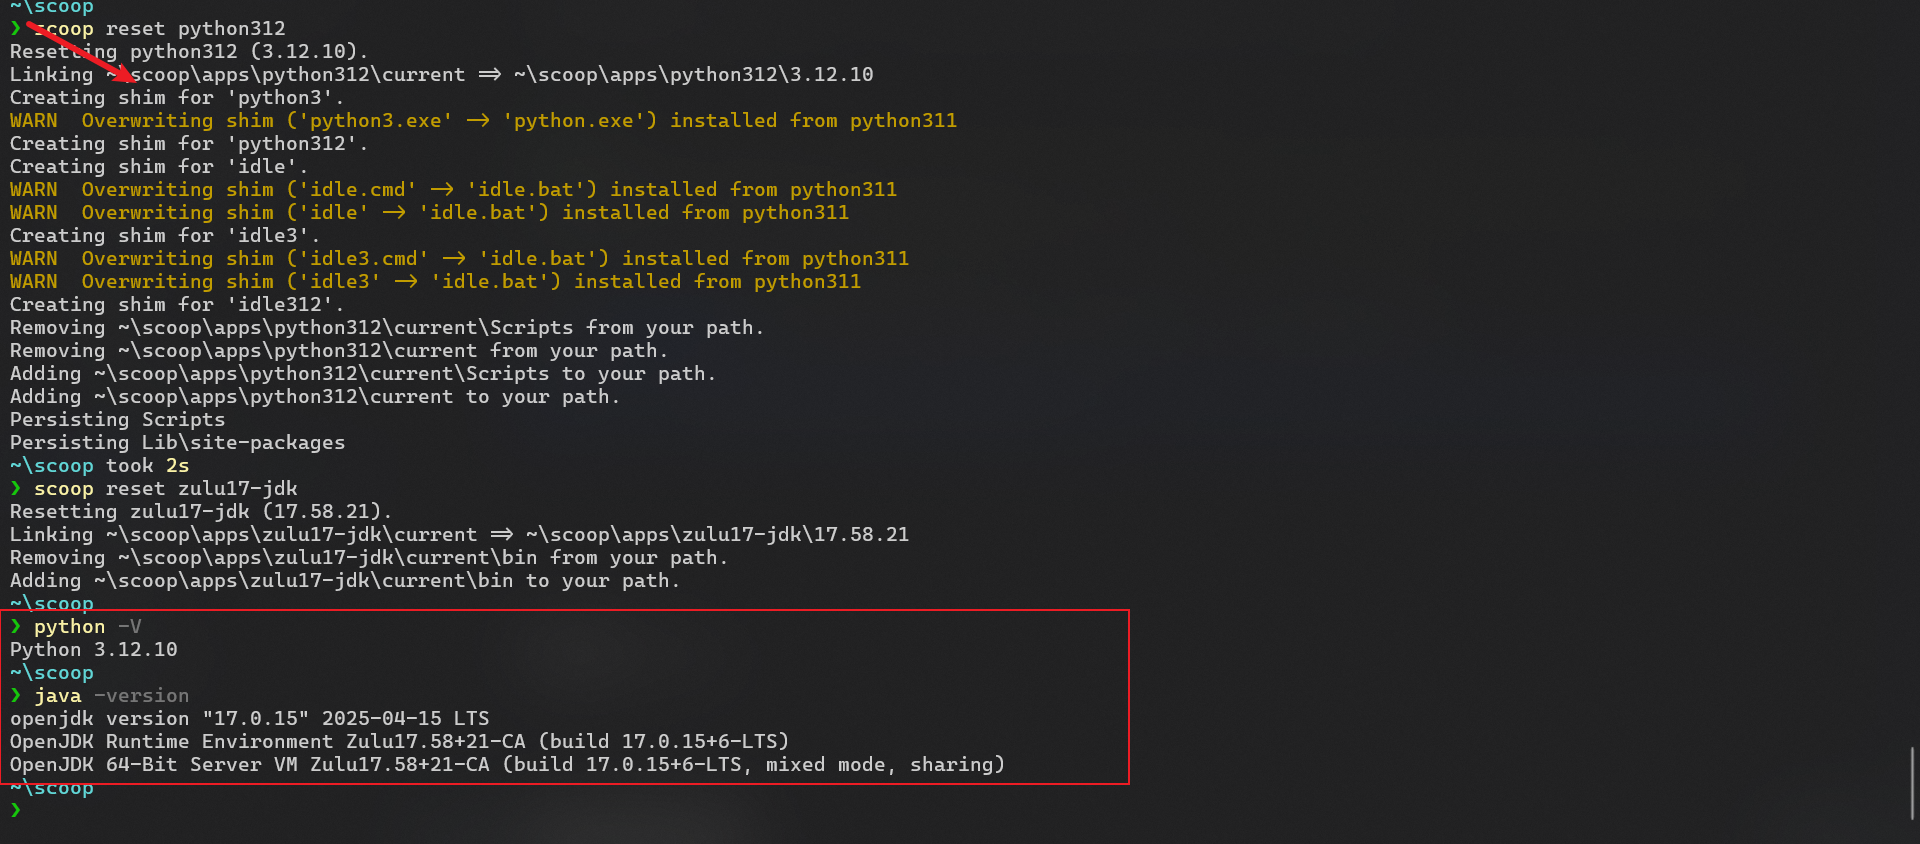 ~\scoop
❯ scoop reset python312
Resetting python312 (3.12.10).
Linking ~\scoop\apps\python312\current => ~\scoop\apps\python312\3.12.10
Creating shim for 'python3'.
WARN  Overwriting shim ('python3.exe' -> 'python.exe') installed from python311
Creating shim for 'python312'.
Creating shim for 'idle'.
WARN  Overwriting shim ('idle.cmd' -> 'idle.bat') installed from python311
WARN  Overwriting shim ('idle' -> 'idle.bat') installed from python311
Creating shim for 'idle3'.
WARN  Overwriting shim ('idle3.cmd' -> 'idle.bat') installed from python311
WARN  Overwriting shim ('idle3' -> 'idle.bat') installed from python311
Creating shim for 'idle312'.
Removing ~\scoop\apps\python312\current\Scripts from your path.
Removing ~\scoop\apps\python312\current from your path.
Adding ~\scoop\apps\python312\current\Scripts to your path.
Adding ~\scoop\apps\python312\current to your path.
Persisting Scripts
Persisting Lib\site-packages
~\scoop took 2s
❯ scoop reset zulu17-jdk
Resetting zulu17-jdk (17.58.21).
Linking ~\scoop\apps\zulu17-jdk\current => ~\scoop\apps\zulu17-jdk\17.58.21
Removing ~\scoop\apps\zulu17-jdk\current\bin from your path.
Adding ~\scoop\apps\zulu17-jdk\current\bin to your path.
~\scoop
❯ python -V
Python 3.12.10
~\scoop
❯ java -version
openjdk version "17.0.15" 2025-04-15 LTS
OpenJDK Runtime Environment Zulu17.58+21-CA (build 17.0.15+6-LTS)
OpenJDK 64-Bit Server VM Zulu17.58+21-CA (build 17.0.15+6-LTS, mixed mode, sharing)
~\scoop
❯